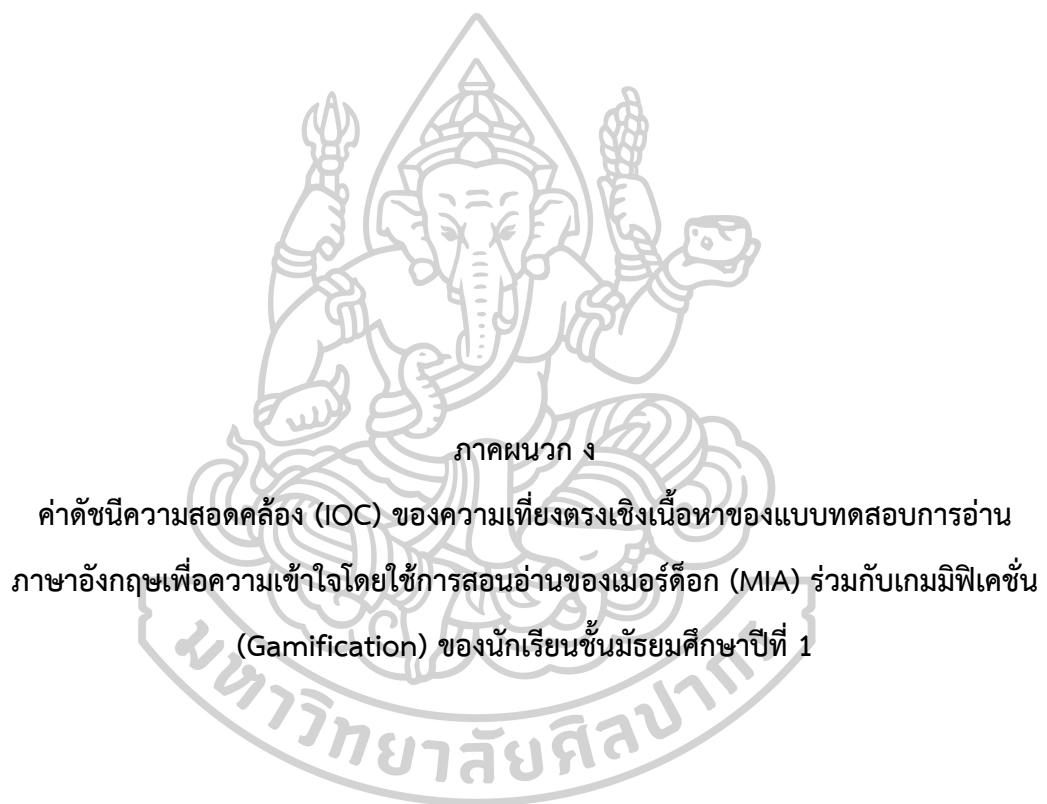 ภาคผนวก ง
ค่าดัชนีความสอดคล้อง (IOC) ของความเที่ยงตรงเชิงเนื้อหาของแบบทดสอบการอ่าน
ภาษาอังกฤษเพื่อความเข้าใจโดยใช้การสอนอ่านของเมอร์ด็อก (MIA) ร่วมกับเกมมิฟิเคชั่น
(Gamification) ของนักเรียนชั้นมัธยมศึกษาปีที่ 1
มหาวิทยาลัยศิลปากร